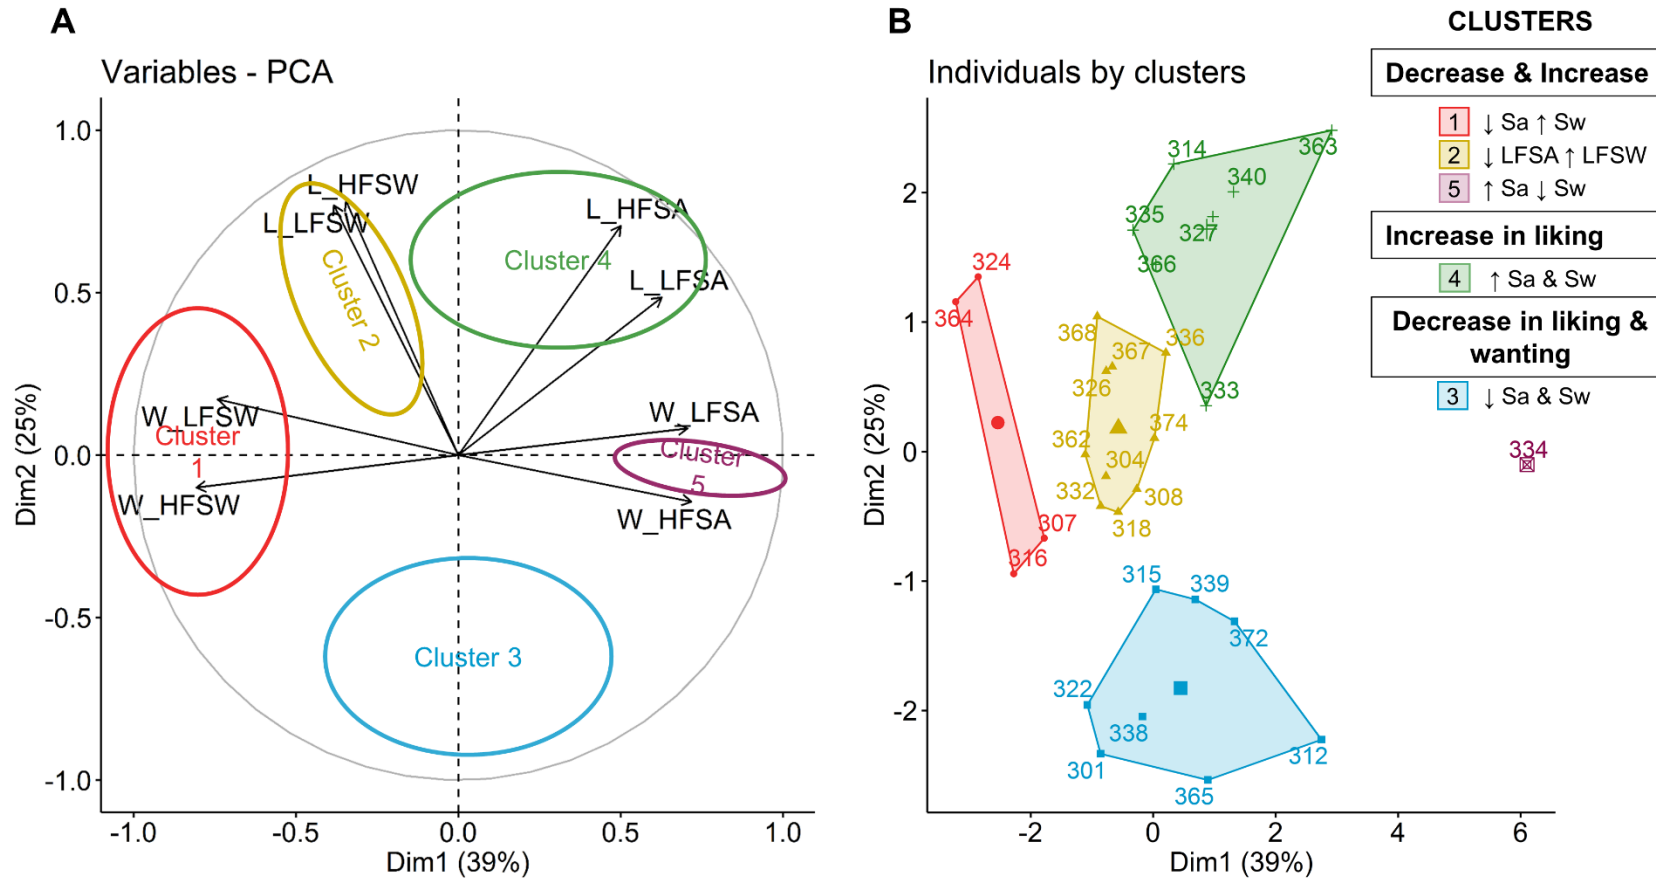 A
Variables - PCA
1.0
0.5
0.0
-0.5
-1.0
Dim2 (25%)
L_HFSW
L_LFSW
L_HFSA
L_LFSA
W_LFSW
W_HFSW
W_LFSA
W_HFSA
Cluster 4
Cluster 2
Cluster
1
Cluster
5
Cluster 3
-1.0
-0.5
0.0
0.5
1.0
Dim1 (39%)
B
Individuals by clusters
2
1
0
-1
-2
Dim2 (25%)
314
363
340
335
327
366
333
324
364
307
316
368
336
367
326
374
362
304
332
308
318
334
315
339
372
322
338
301
312
365
-2
0
2
4
6
Dim1 (39%)
CLUSTERS
Decrease & Increase
1 ↓ Sa ↑ Sw
2 ↓ LFSA ↑ LFSW
5 ↑ Sa ↓ Sw
Increase in liking
4 ↑ Sa & Sw
Decrease in liking &
wanting
3 ↓ Sa & Sw